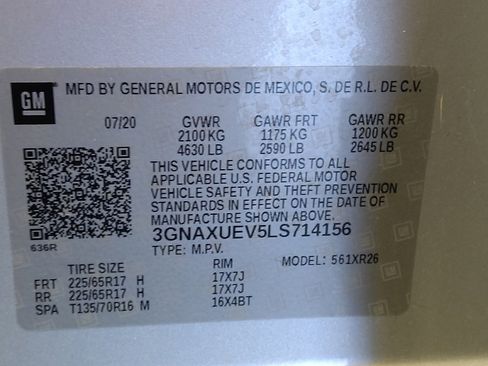 GM MFD BY GENERAL MOTORS DE MEXICO, S. DE R.L. DE C.V.
07/20 GVWR GAWR FRT GAWR RR
2100 KG 1175 KG 1200 KG
4630 LB 2590 LB 2645 LB
THIS VEHICLE CONFORMS TO ALL
APPLICABLE U.S. FEDERAL MOTOR
VEHICLE SAFETY AND THEFT PREVENTION
STANDARDS IN EFFECT ON THE DATE OF
MANUFACTURE SHOWN ABOVE.
636R 3GNAXUEV5LS714156
TYPE: M.P.V. MODEL: 561XR26
TIRE SIZE RIM
FRT 225/65R17 H 17X7J
RR 225/65R17 H 17X7J
SPA T135/70R16 M 16X4BT